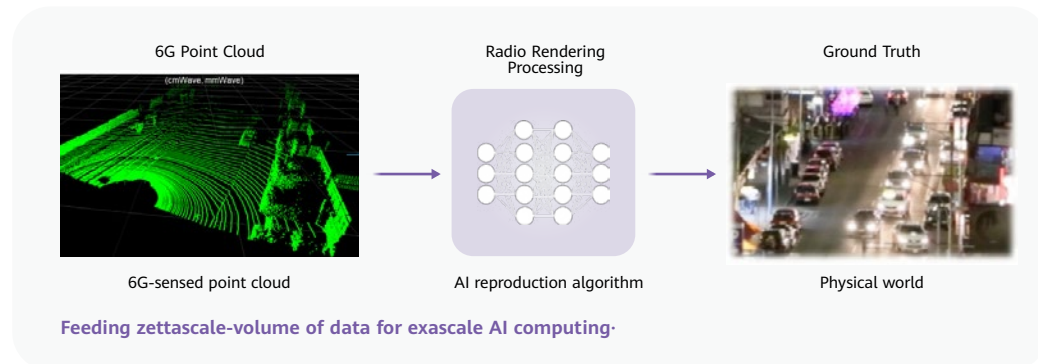 6G Point Cloud
Radio Rendering
Processing
Ground Truth
(cmWave, mmWave)
6G-sensed point cloud
AI reproduction algorithm
Physical world
Feeding zettascale-volume of data for exascale AI computing·